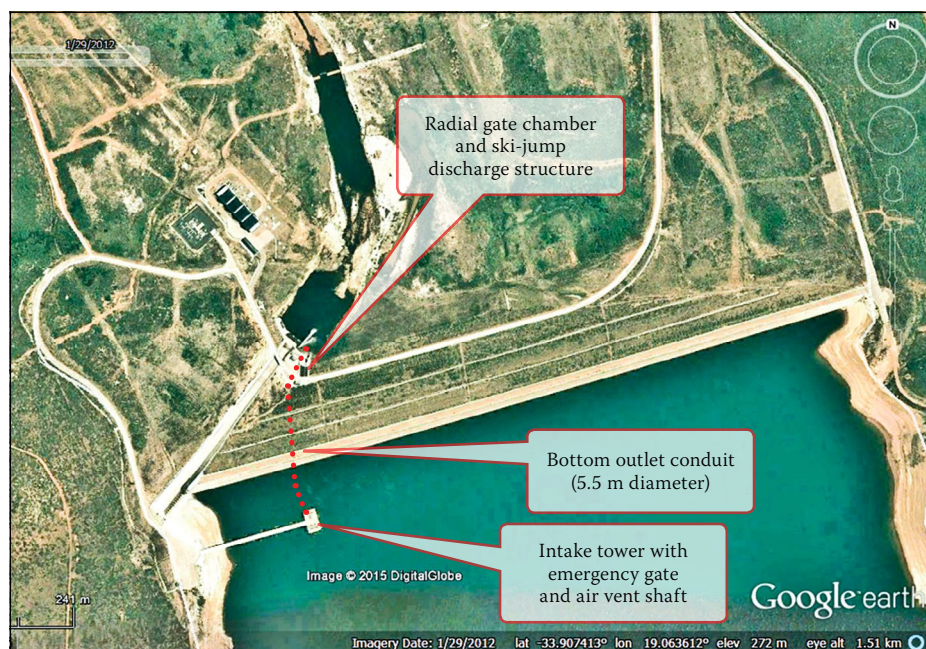 1/29/2012
N
Radial gate chamber
and ski-jump
discharge structure
Bottom outlet conduit
(5.5 m diameter)
Intake tower with
emergency gate
and air vent shaft
Image © 2015 DigitalGlobe
Google earth
241 m
Imagery Date: 1/29/2012 lat -33.907413° lon 19.063612° elev 272 m eye alt 1.51 km